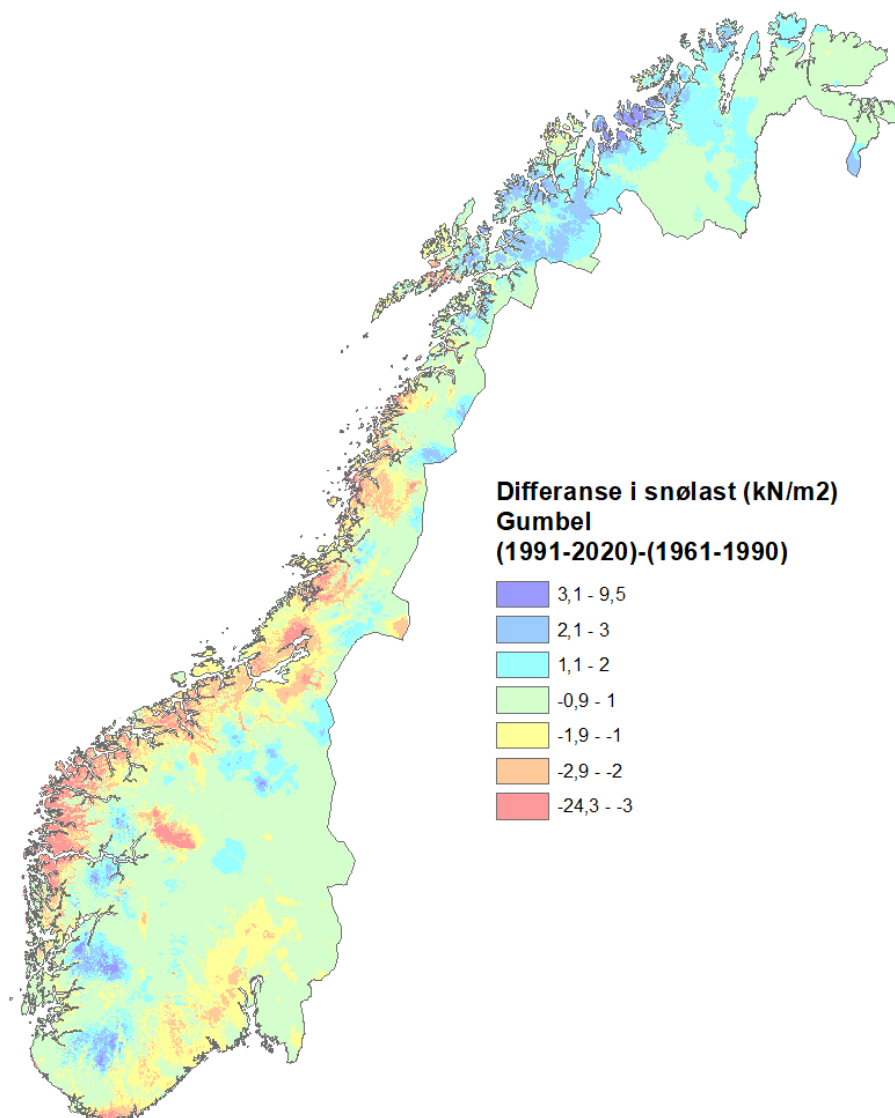 Differanse i snølast (kN/m2)
Gumbel
(1991-2020)-(1961-1990)
3,1 - 9,5
2,1 - 3
1,1 - 2
-0,9 - 1
-1,9 - -1
-2,9 - -2
-24,3 - -3